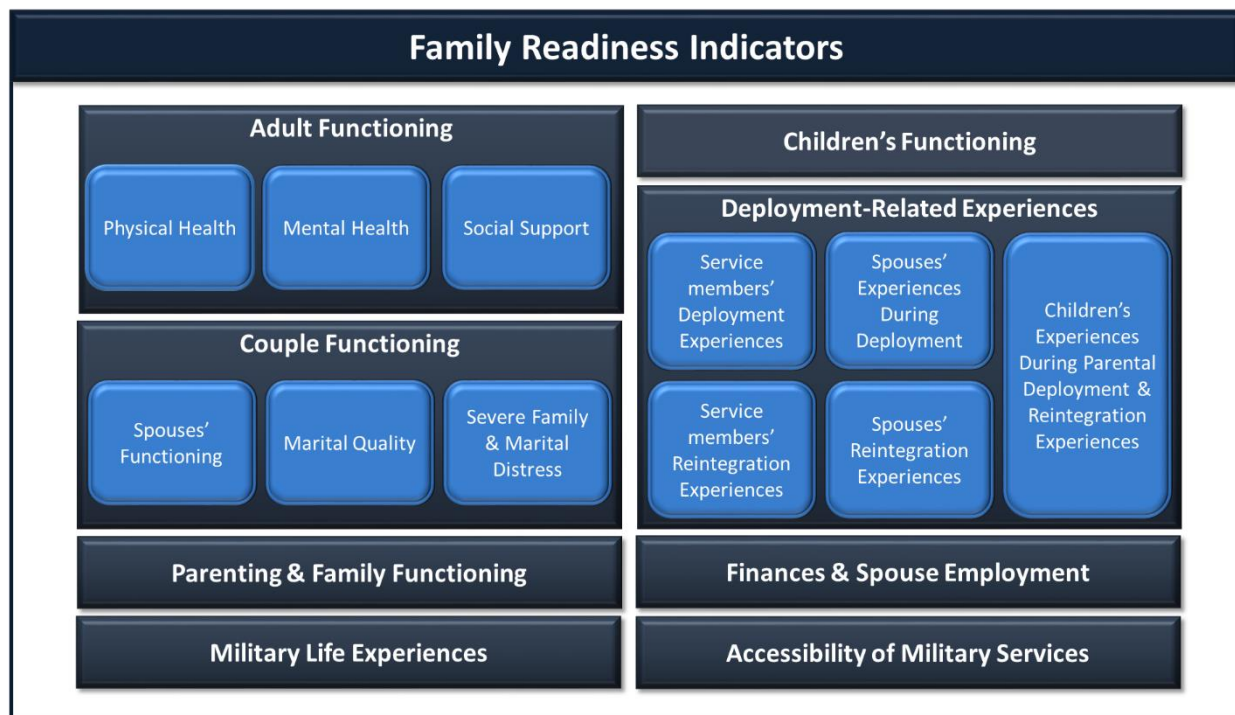 Family Readiness Indicators
Adult Functioning
Physical Health
Mental Health
Social Support
Couple Functioning
Spouses’
Functioning
Marital Quality
Severe Family
& Marital
Distress
Parenting & Family Functioning
Military Life Experiences
Children’s Functioning
Deployment-Related Experiences
Service
members’
Deployment
Experiences
Spouses’
Experiences
During
Deployment
Service
members’
Reintegration
Experiences
Spouses’
Reintegration
Experiences
Children’s
Experiences
During Parental
Deployment &
Reintegration
Experiences
Finances & Spouse Employment
Accessibility of Military Services